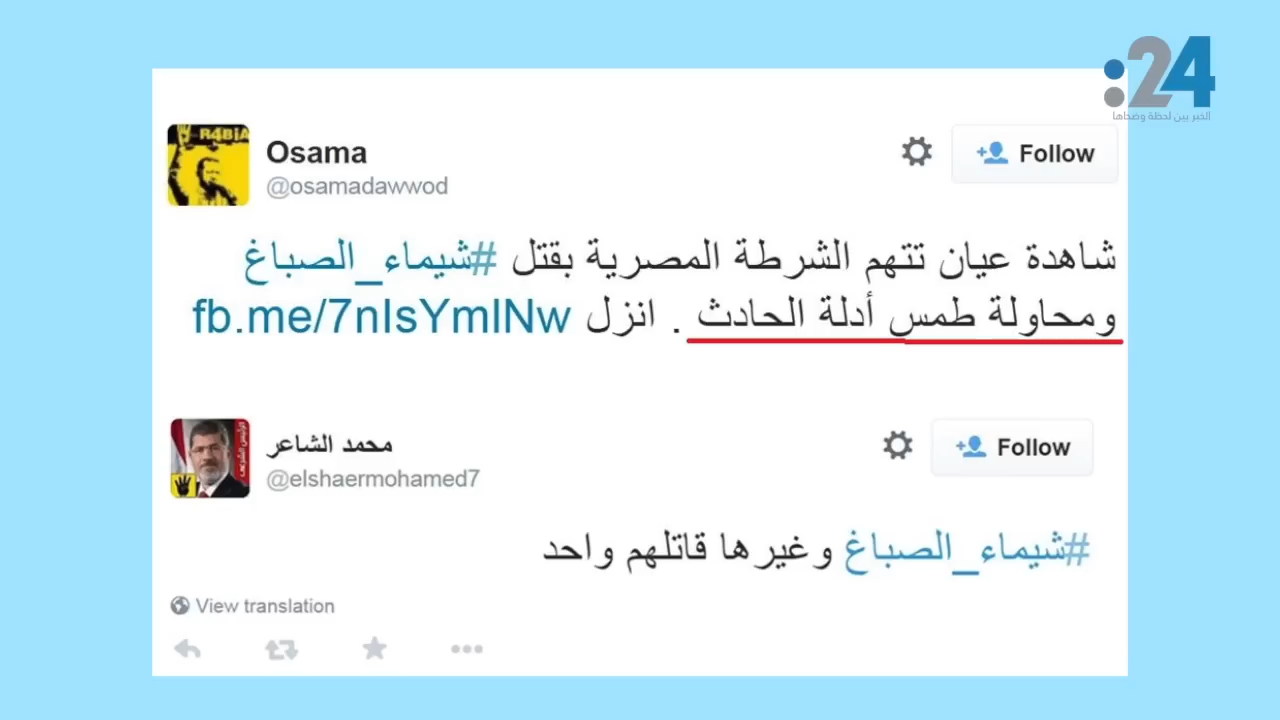 :24
الخبر بين لحظة وضحاها
R4BIA
Osama
@osamadawwod
Follow
شاهدة عيان تتهم الشرطة المصرية بقتل #شيماء_الصباغ
ومحاولة طمس أدلة الحادث . انزل fb.me/7nIsYmlNw
محمد الشاعر
@elshaermohamed7
Follow
#شيماء_الصباغ وغيرها قاتلهم واحد
View translation